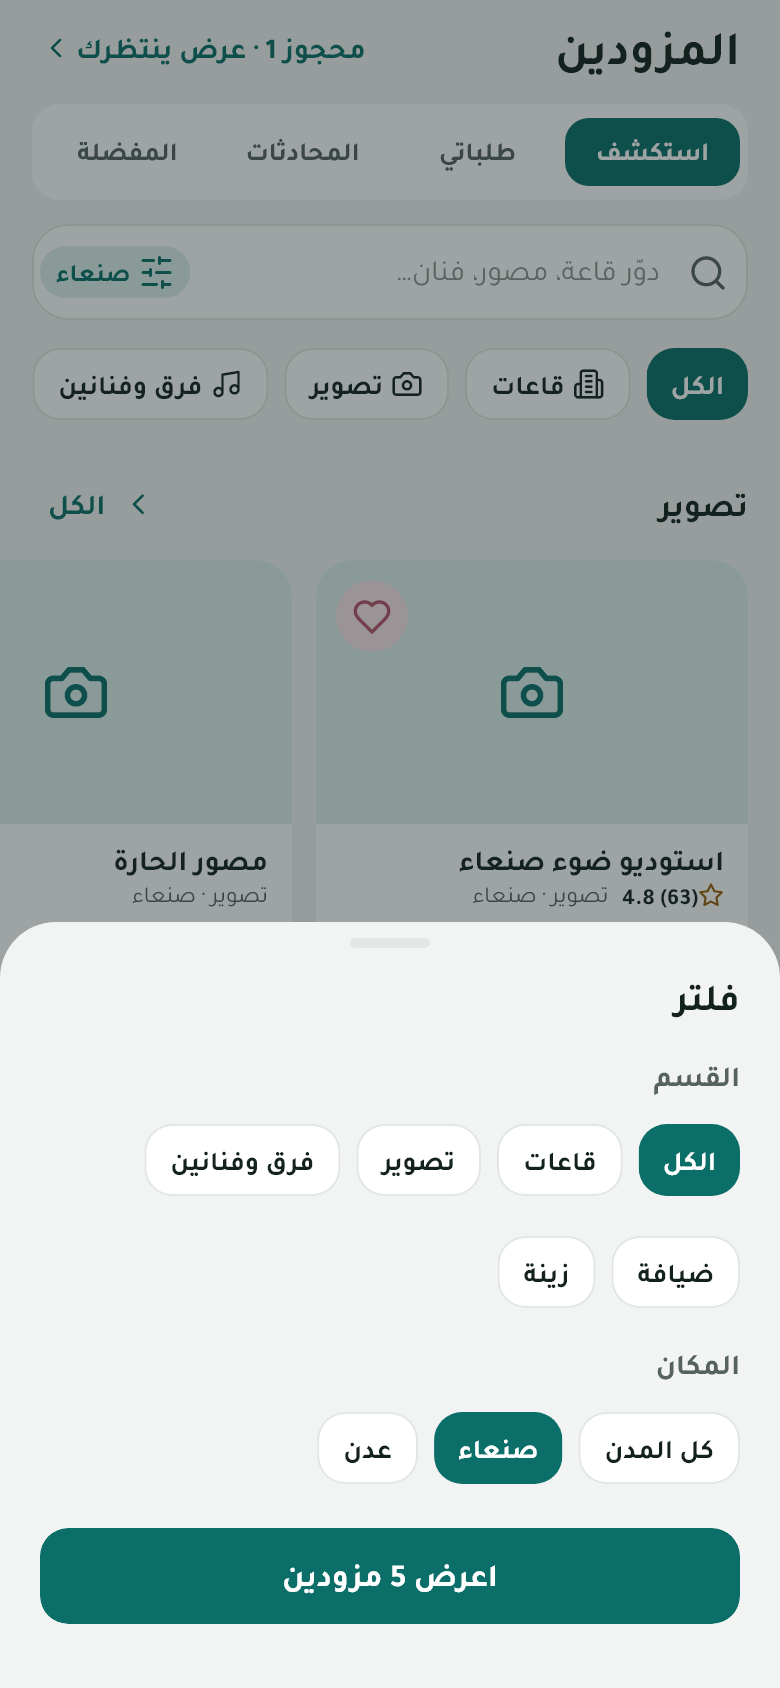 المزودين
محجوز 1 · عرض ينتظرك
استكشف طلباتي المحادثات المفضلة
دوّر قاعة، مصور، فنان... صنعاء
الكل قاعات تصوير فرق وفنانين
تصوير
الكل
استوديو ضوء صنعاء
4.8 (63) تصوير · صنعاء
مصور الحارة
تصوير · صنعاء
فلتر
القسم
الكل قاعات تصوير فرق وفنانين
ضيافة زينة
المكان
كل المدن صنعاء عدن
اعرض 5 مزودين